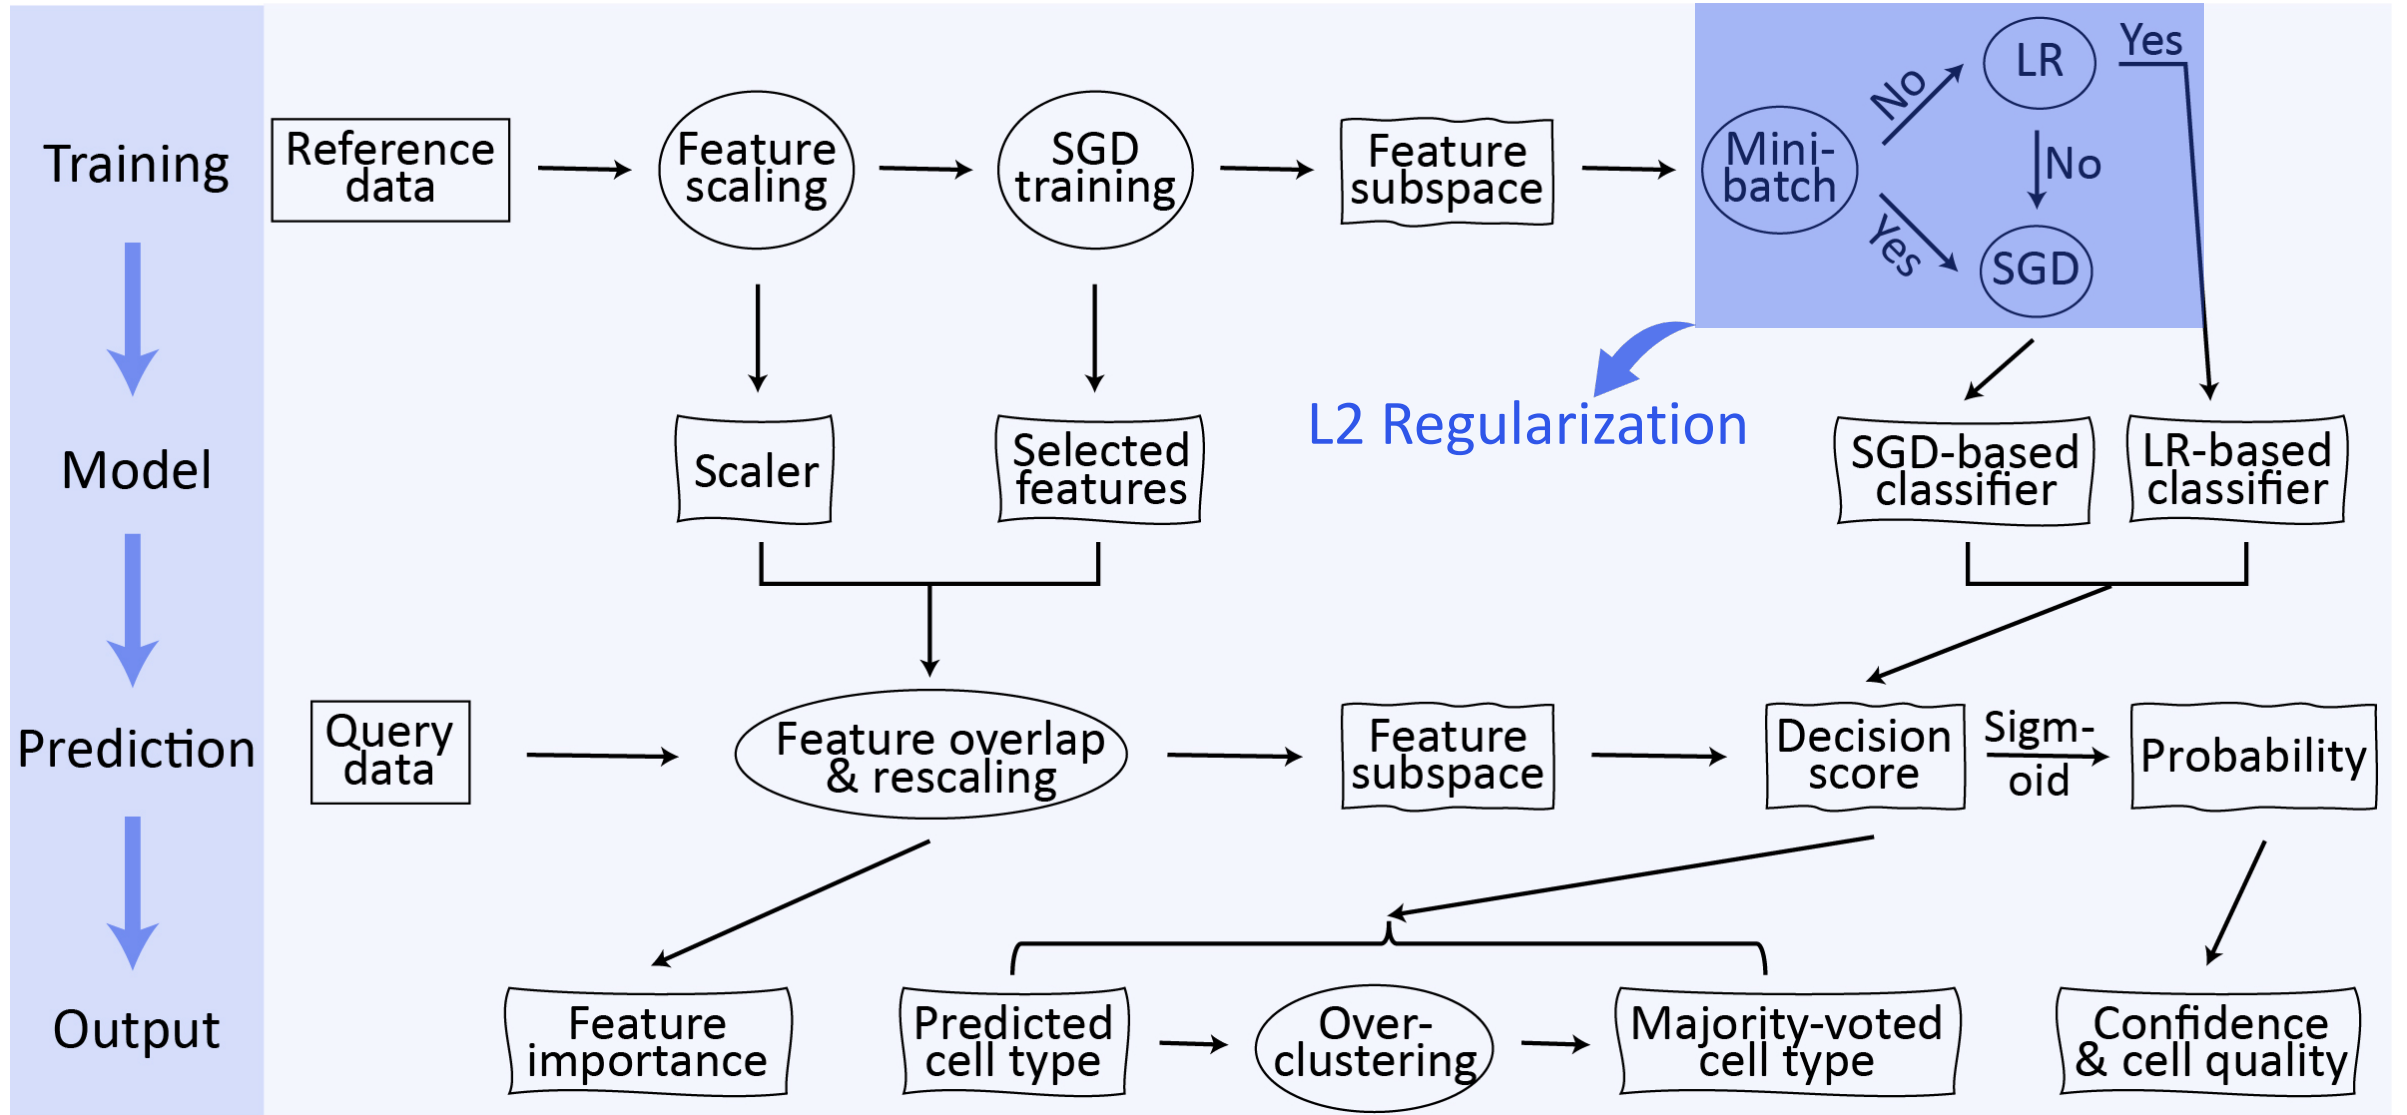 Training
Reference
data
Feature
scaling
SGD
training
Feature
subspace
Mini-
batch
No
Yes
LR
No
SGD
Yes
L2 Regularization
Model
Scaler
Selected
features
SGD-based
classifier
LR-based
classifier
Prediction
Query
data
Feature overlap
& rescaling
Feature
subspace
Decision
score
Sigm-
oid
Probability
Output
Feature
importance
Predicted
cell type
Over-
clustering
Majority-voted
cell type
Confidence
& cell quality